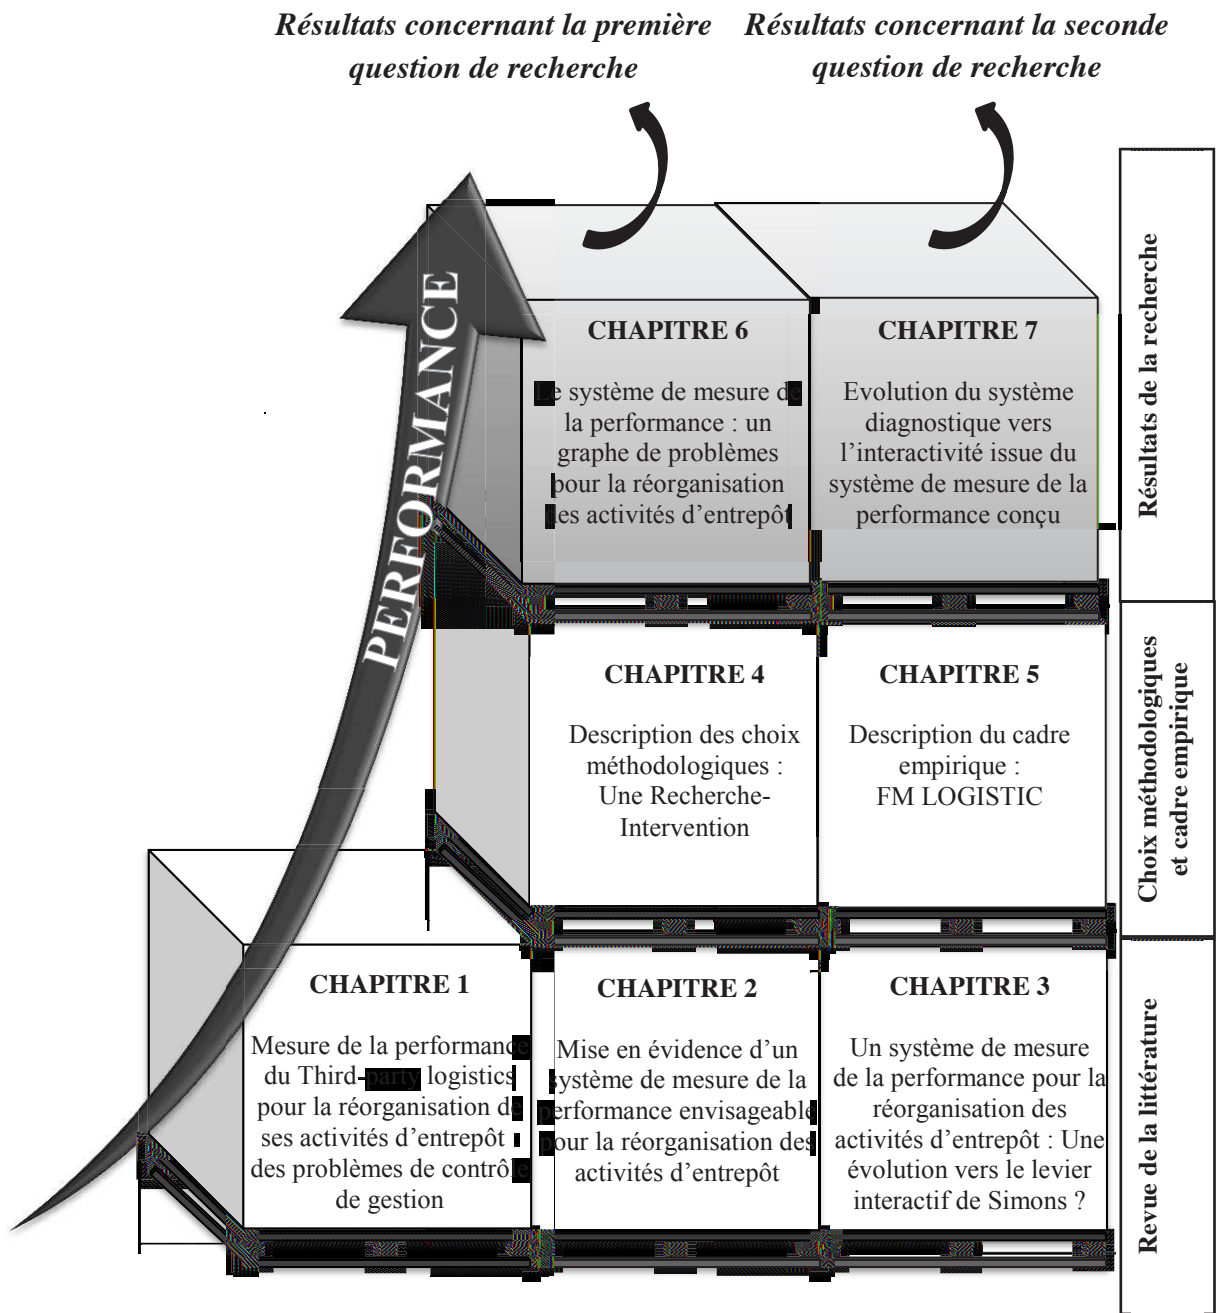 Résultats concernant la première
question de recherche
Résultats concernant la seconde
question de recherche
PERFORMANCE
CHAPITRE 6
Le système de mesure de
la performance : un
graphe de problèmes
pour la réorganisation
des activités d’entrepôt
CHAPITRE 7
Evolution du système
diagnostique vers
l’interactivité issue du
système de mesure de la
performance conçu
Résultats de la recherche
CHAPITRE 4
Description des choix
méthodologiques :
Une Recherche-
Intervention
CHAPITRE 5
Description du cadre
empirique :
FM LOGISTIC
Choix méthodologiques
et cadre empirique
CHAPITRE 1
Mesure de la performance
du Third-party logistics
pour la réorganisation de
ses activités d’entrepôt :
des problèmes de contrôle
de gestion
CHAPITRE 2
Mise en évidence d’un
système de mesure de la
performance envisageable
pour la réorganisation des
activités d’entrepôt
CHAPITRE 3
Un système de mesure
de la performance pour la
réorganisation des
activités d’entrepôt : Une
évolution vers le levier
interactif de Simons ?
Revue de la littérature